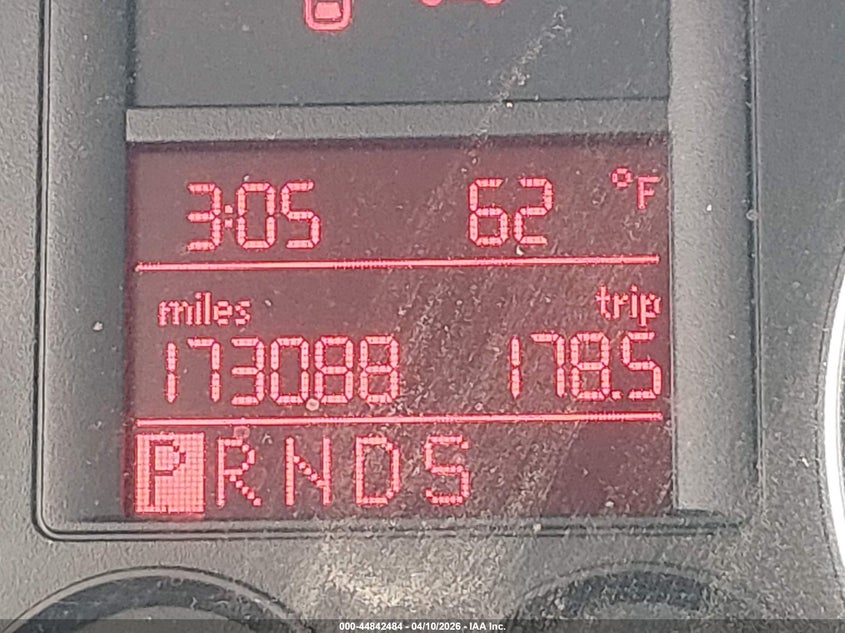 3:05 62 °F
miles trip
173088 178.5
P R N D S
000-44842484 - 04/10/2026 - IAA Inc.